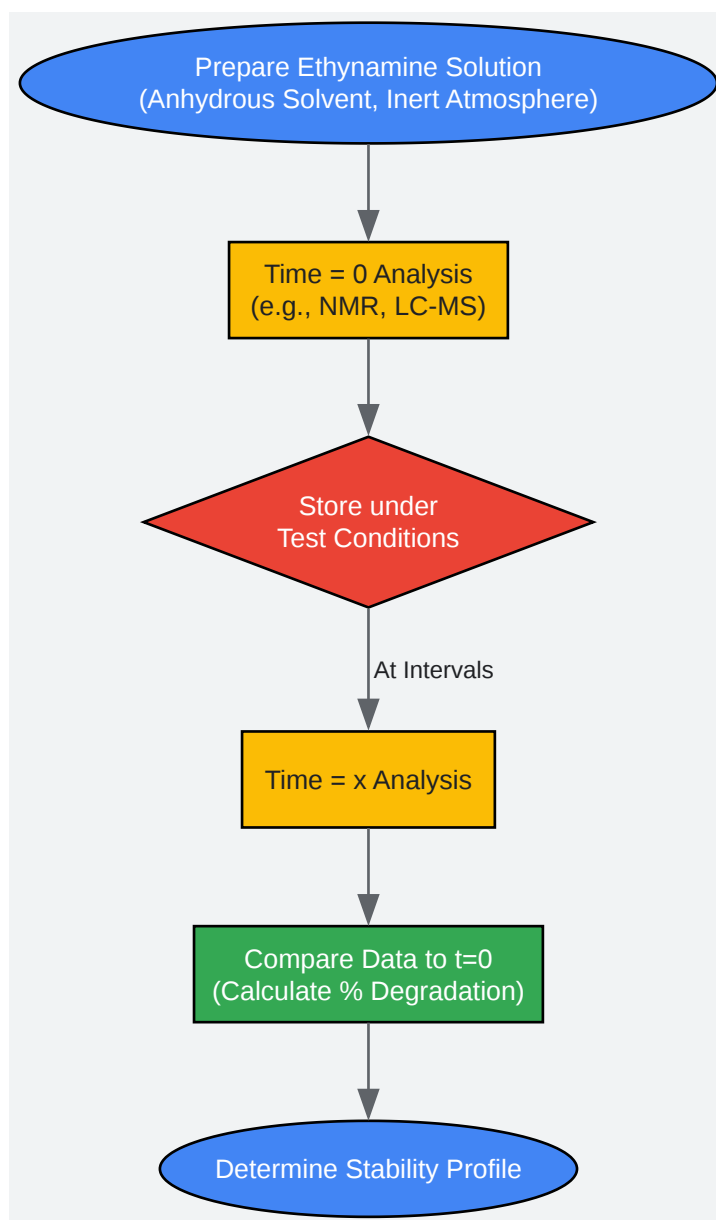 Prepare Ethynamine Solution
(Anhydrous Solvent, Inert Atmosphere)
Time = 0 Analysis
(e.g., NMR, LC-MS)
Store under
Test Conditions
At Intervals
Time = x Analysis
Compare Data to t=0
(Calculate % Degradation)
Determine Stability Profile